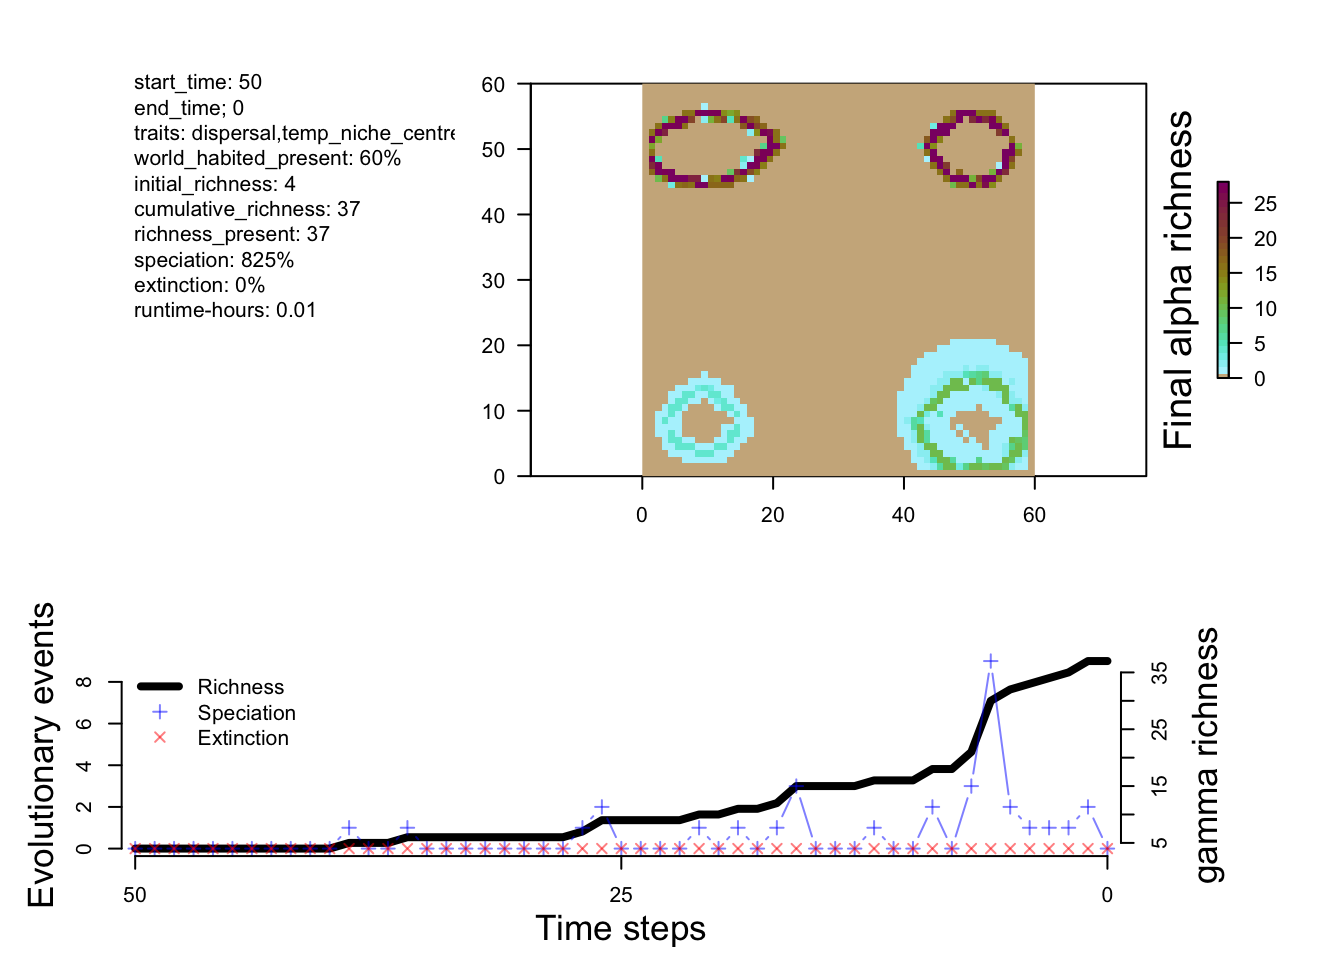 start_time: 50
end_time; 0
traits: dispersal,temp_niche_centre
world_habited_present: 60%
initial_richness: 4
cumulative_richness: 37
richness_present: 37
speciation: 825%
extinction: 0%
runtime-hours: 0.01
60
50
40
30
20
10
0
0 20 40 60
Final alpha richness
25
20
15
10
5
0
Evolutionary events
8
6
4
2
0
Richness
Speciation
Extinction
35
25
15
5
gamma richness
50 25 0
Time steps